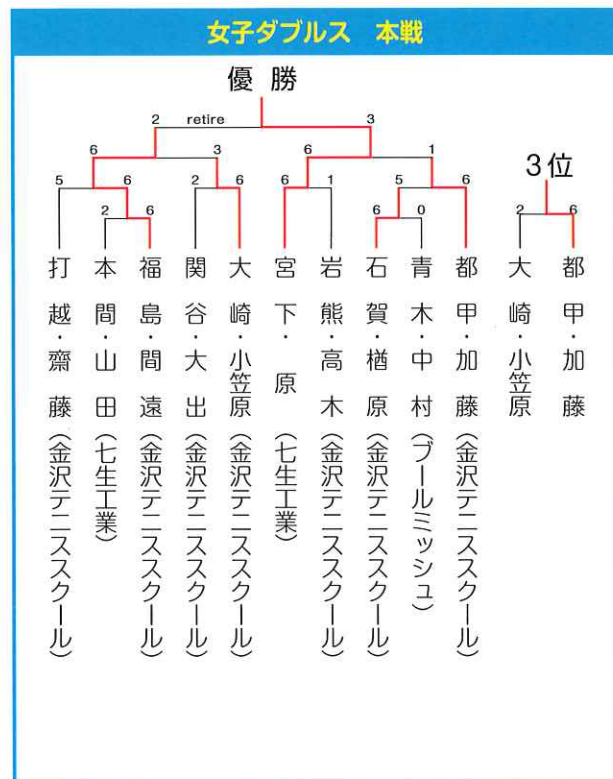 女子ダブルス 本戦
優勝
2 retire 3
6 3 6 1
3位
5 6 2 6 6 1 5 6
2 6 6 0 2 6
打越・齋藤(金沢テニススクール)
本間・山田(七生工業)
福島・間遠(金沢テニススクール)
関谷・大出(金沢テニススクール)
大崎・小笠原(金沢テニススクール)
宮下・原(七生工業)
岩熊・高木(金沢テニススクール)
石賀・楢原(金沢テニススクール)
青木・中村(ブールミッシュ)
都甲・加藤(金沢テニススクール)
大崎・小笠原
都甲・加藤